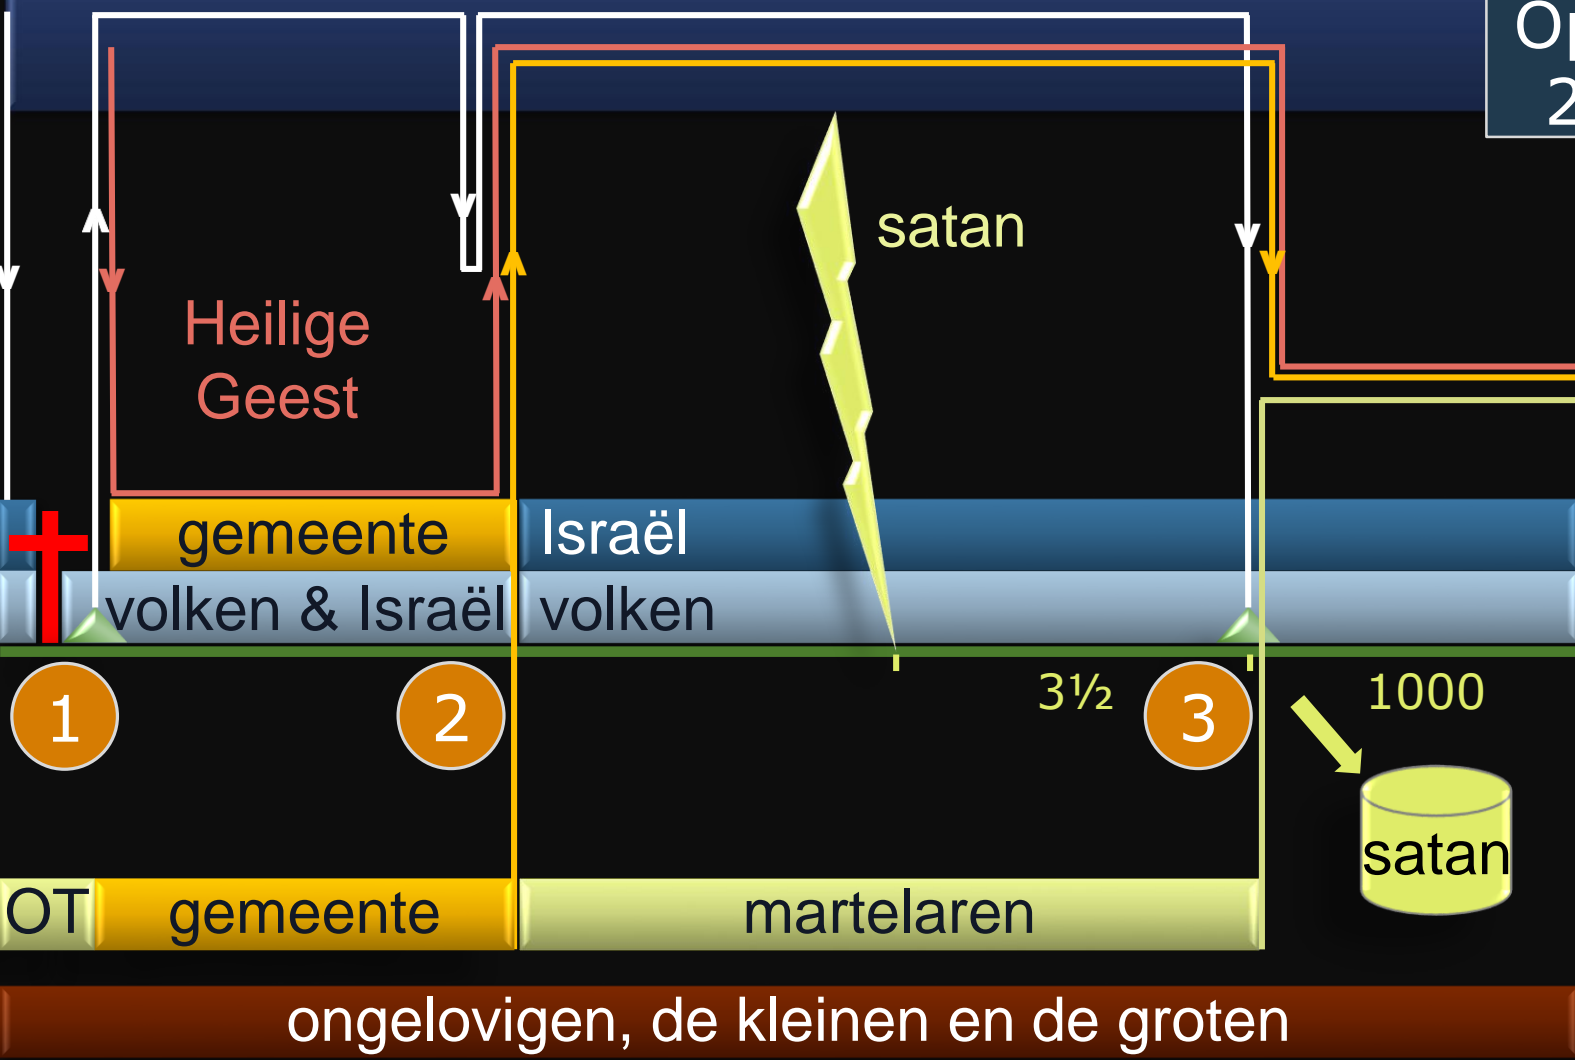 satan
Heilige
Geest
gemeente
Israël
volken & Israël
volken
1
2
3½
3
1000
satan
OT
gemeente
martelaren
ongelovigen, de kleinen en de groten